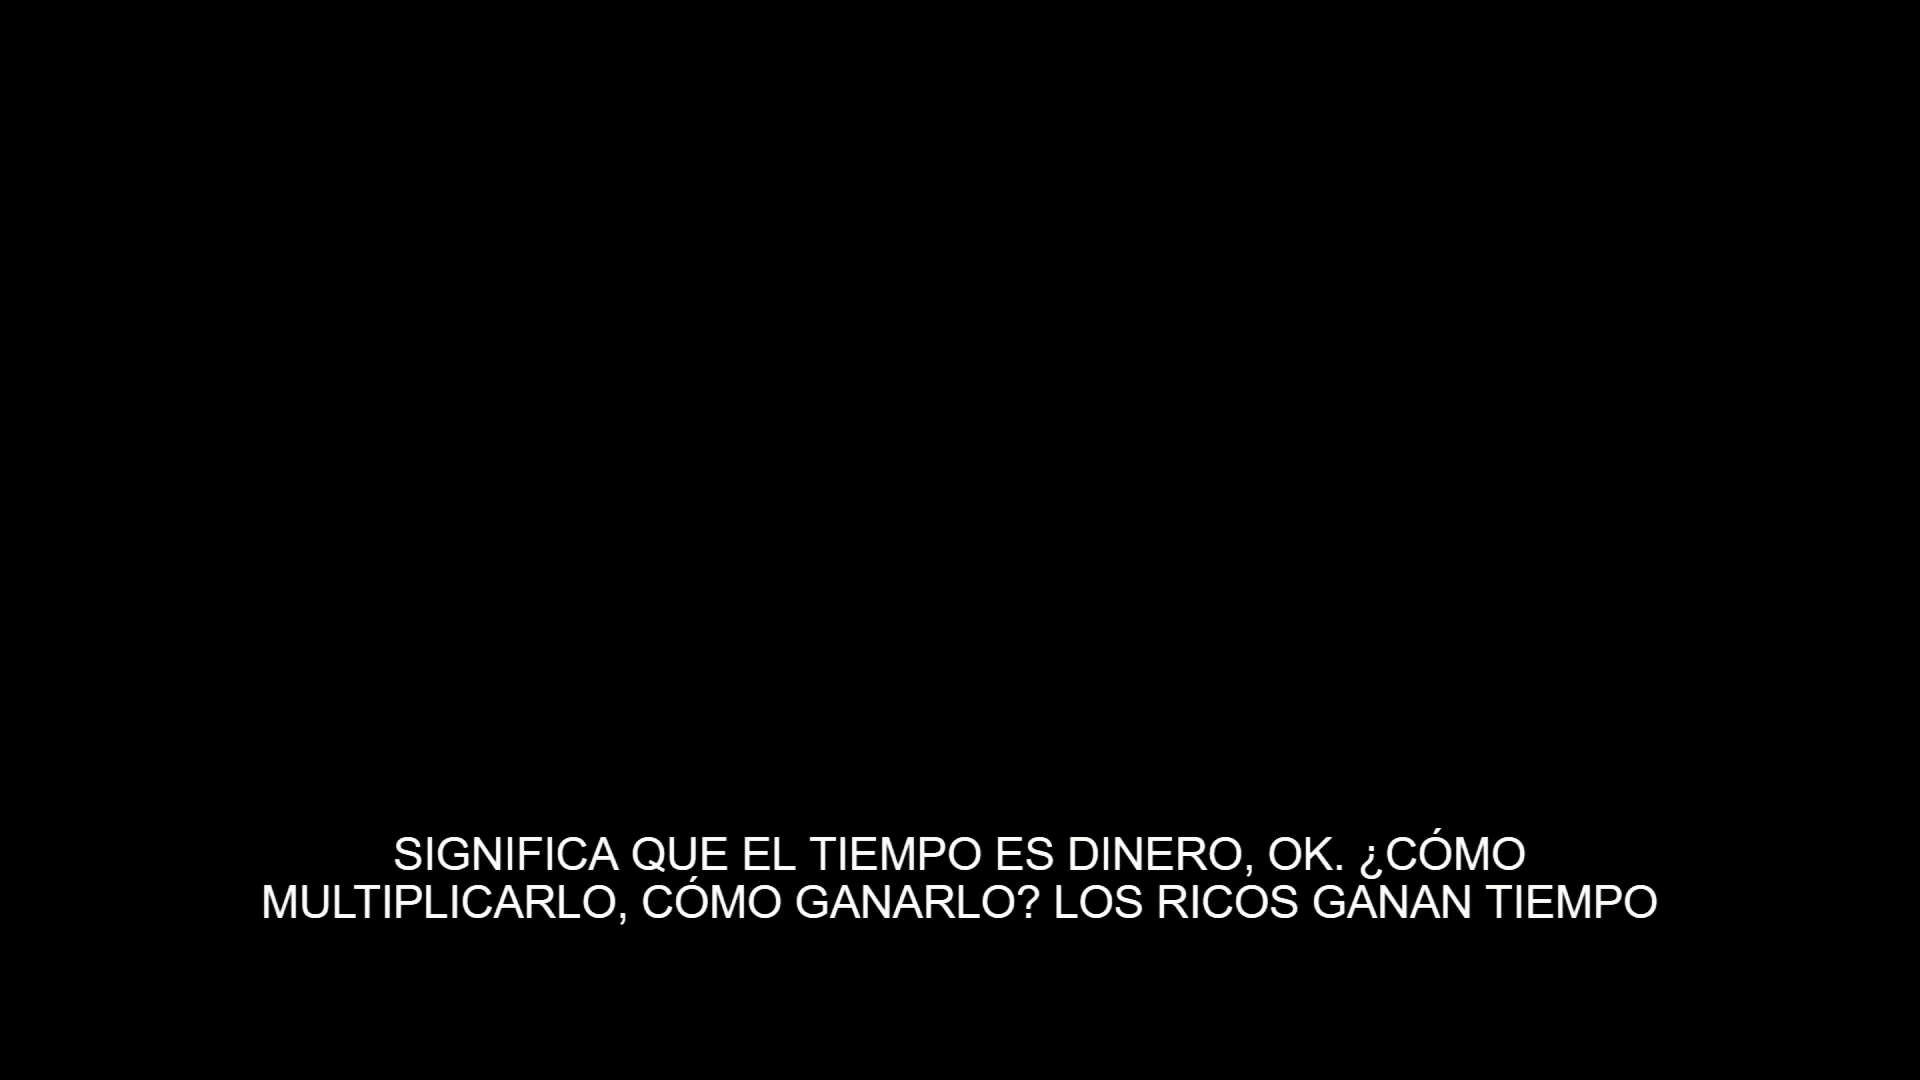 SIGNIFICA QUE EL TIEMPO ES DINERO, OK. ¿CÓMO
MULTIPLICARLO, CÓMO GANARLO? LOS RICOS GANAN TIEMPO